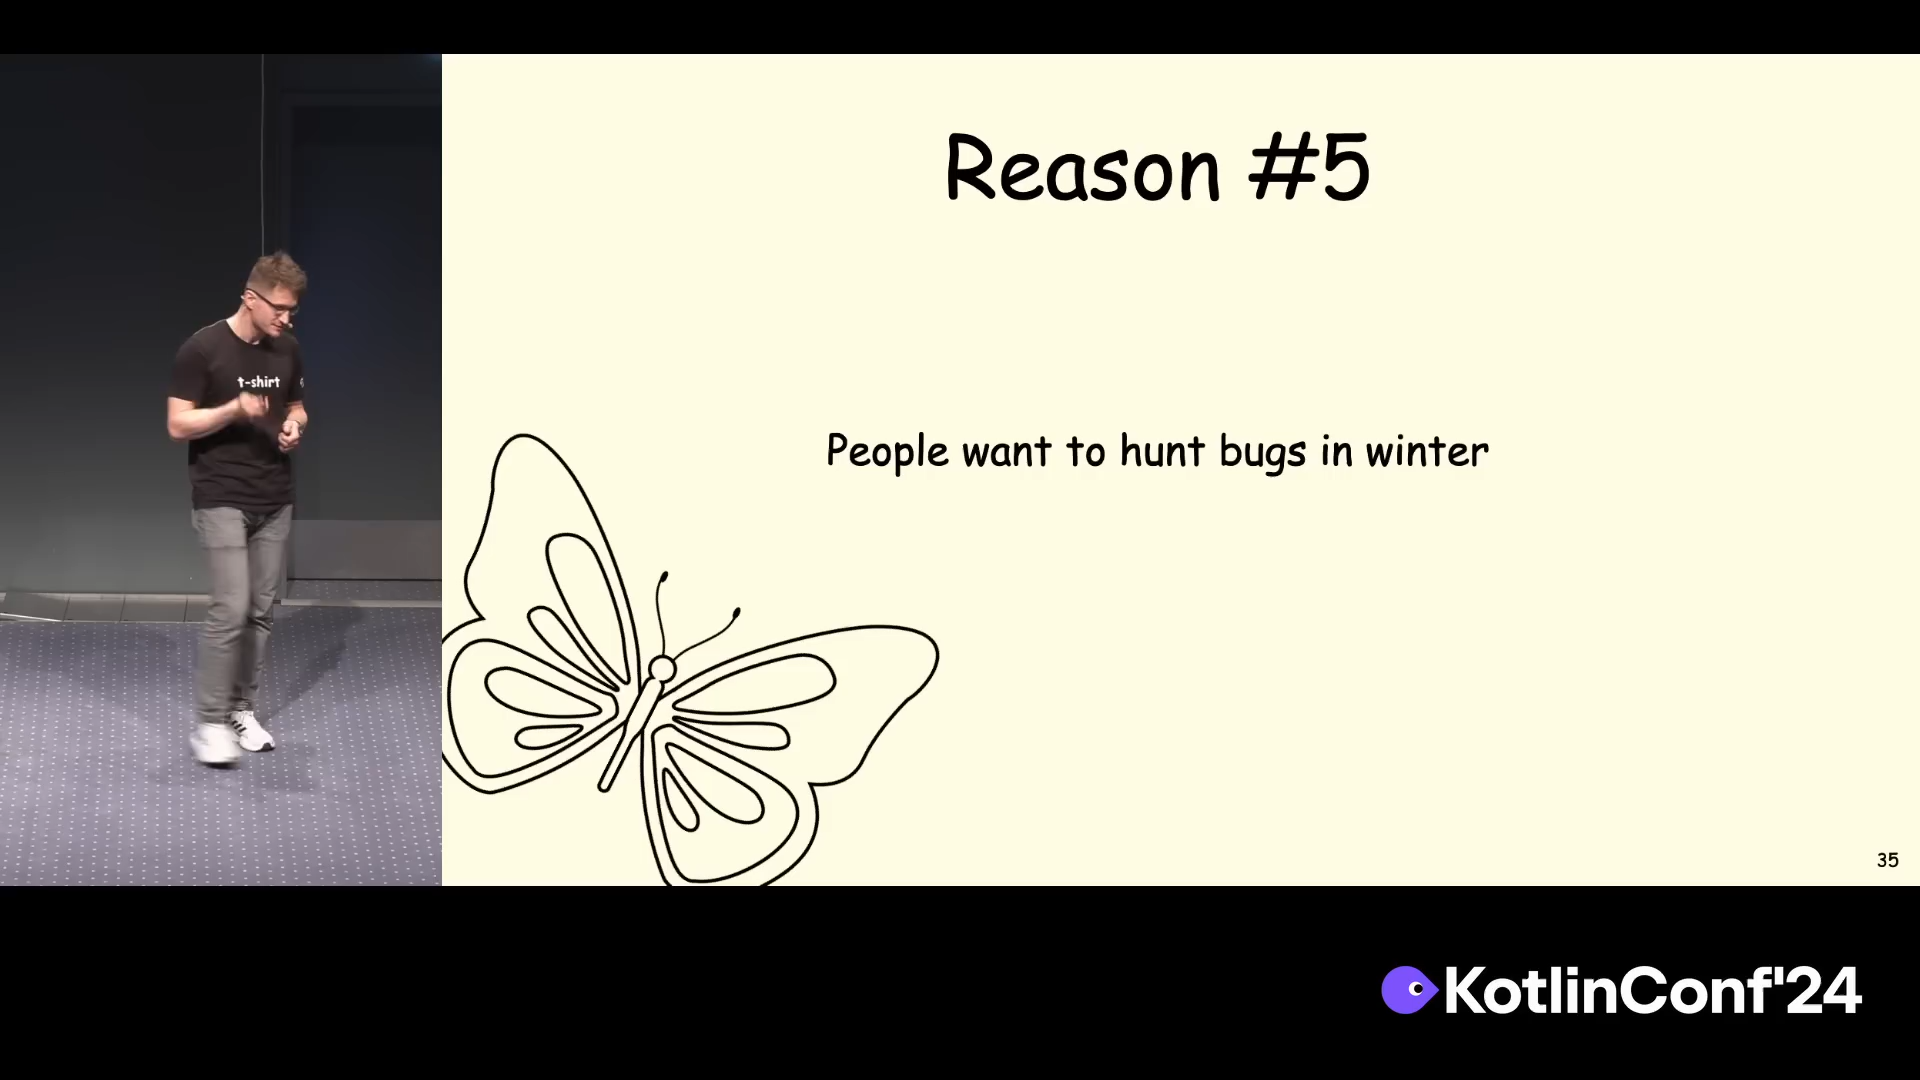 Reason #5
t-shirt
People want to hunt bugs in winter
35
KotlinConf'24